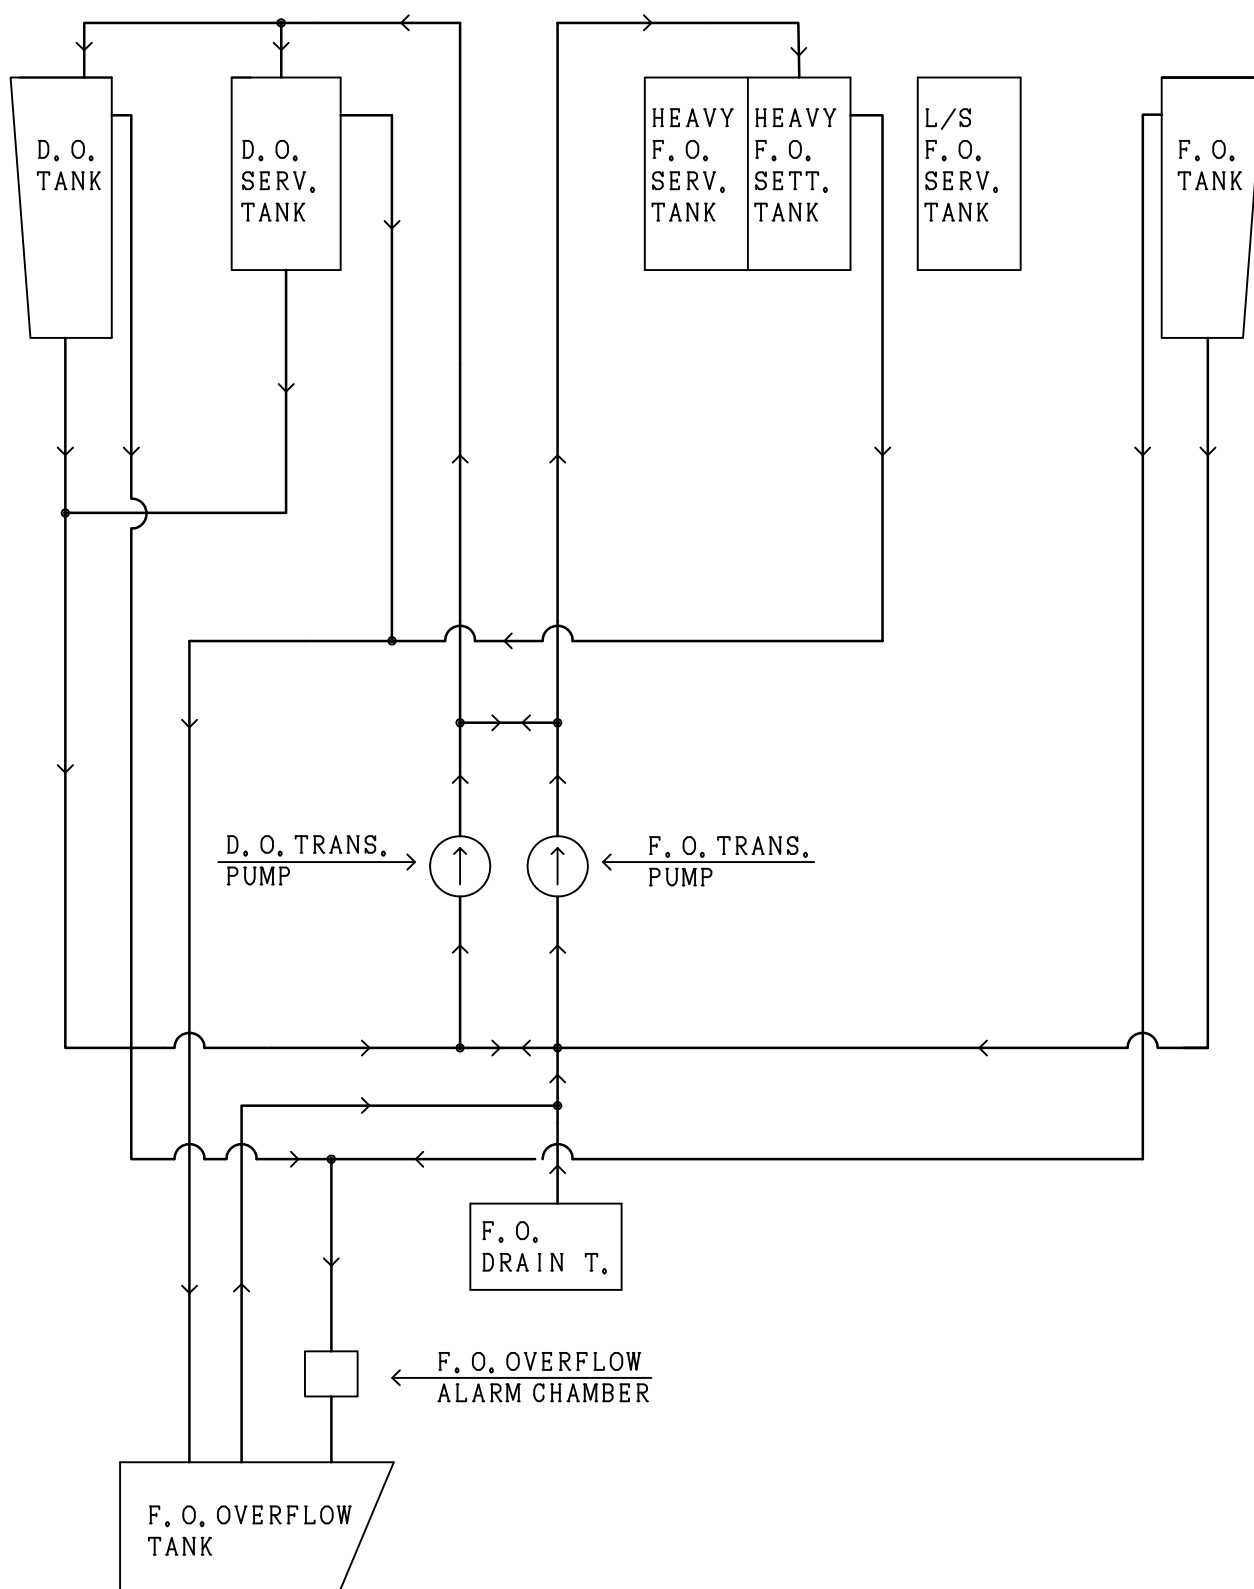 D.O.
TANK
D.O.
SERV.
TANK
HEAVY
F.O.
SERV.
TANK
HEAVY
F.O.
SETT.
TANK
L/S
F.O.
SERV.
TANK
F.O.
TANK
D.O.TRANS.
PUMP
F.O.TRANS.
PUMP
F.O.
DRAIN T.
F.O.OVERFLOW
ALARM CHAMBER
F.O.OVERFLOW
TANK